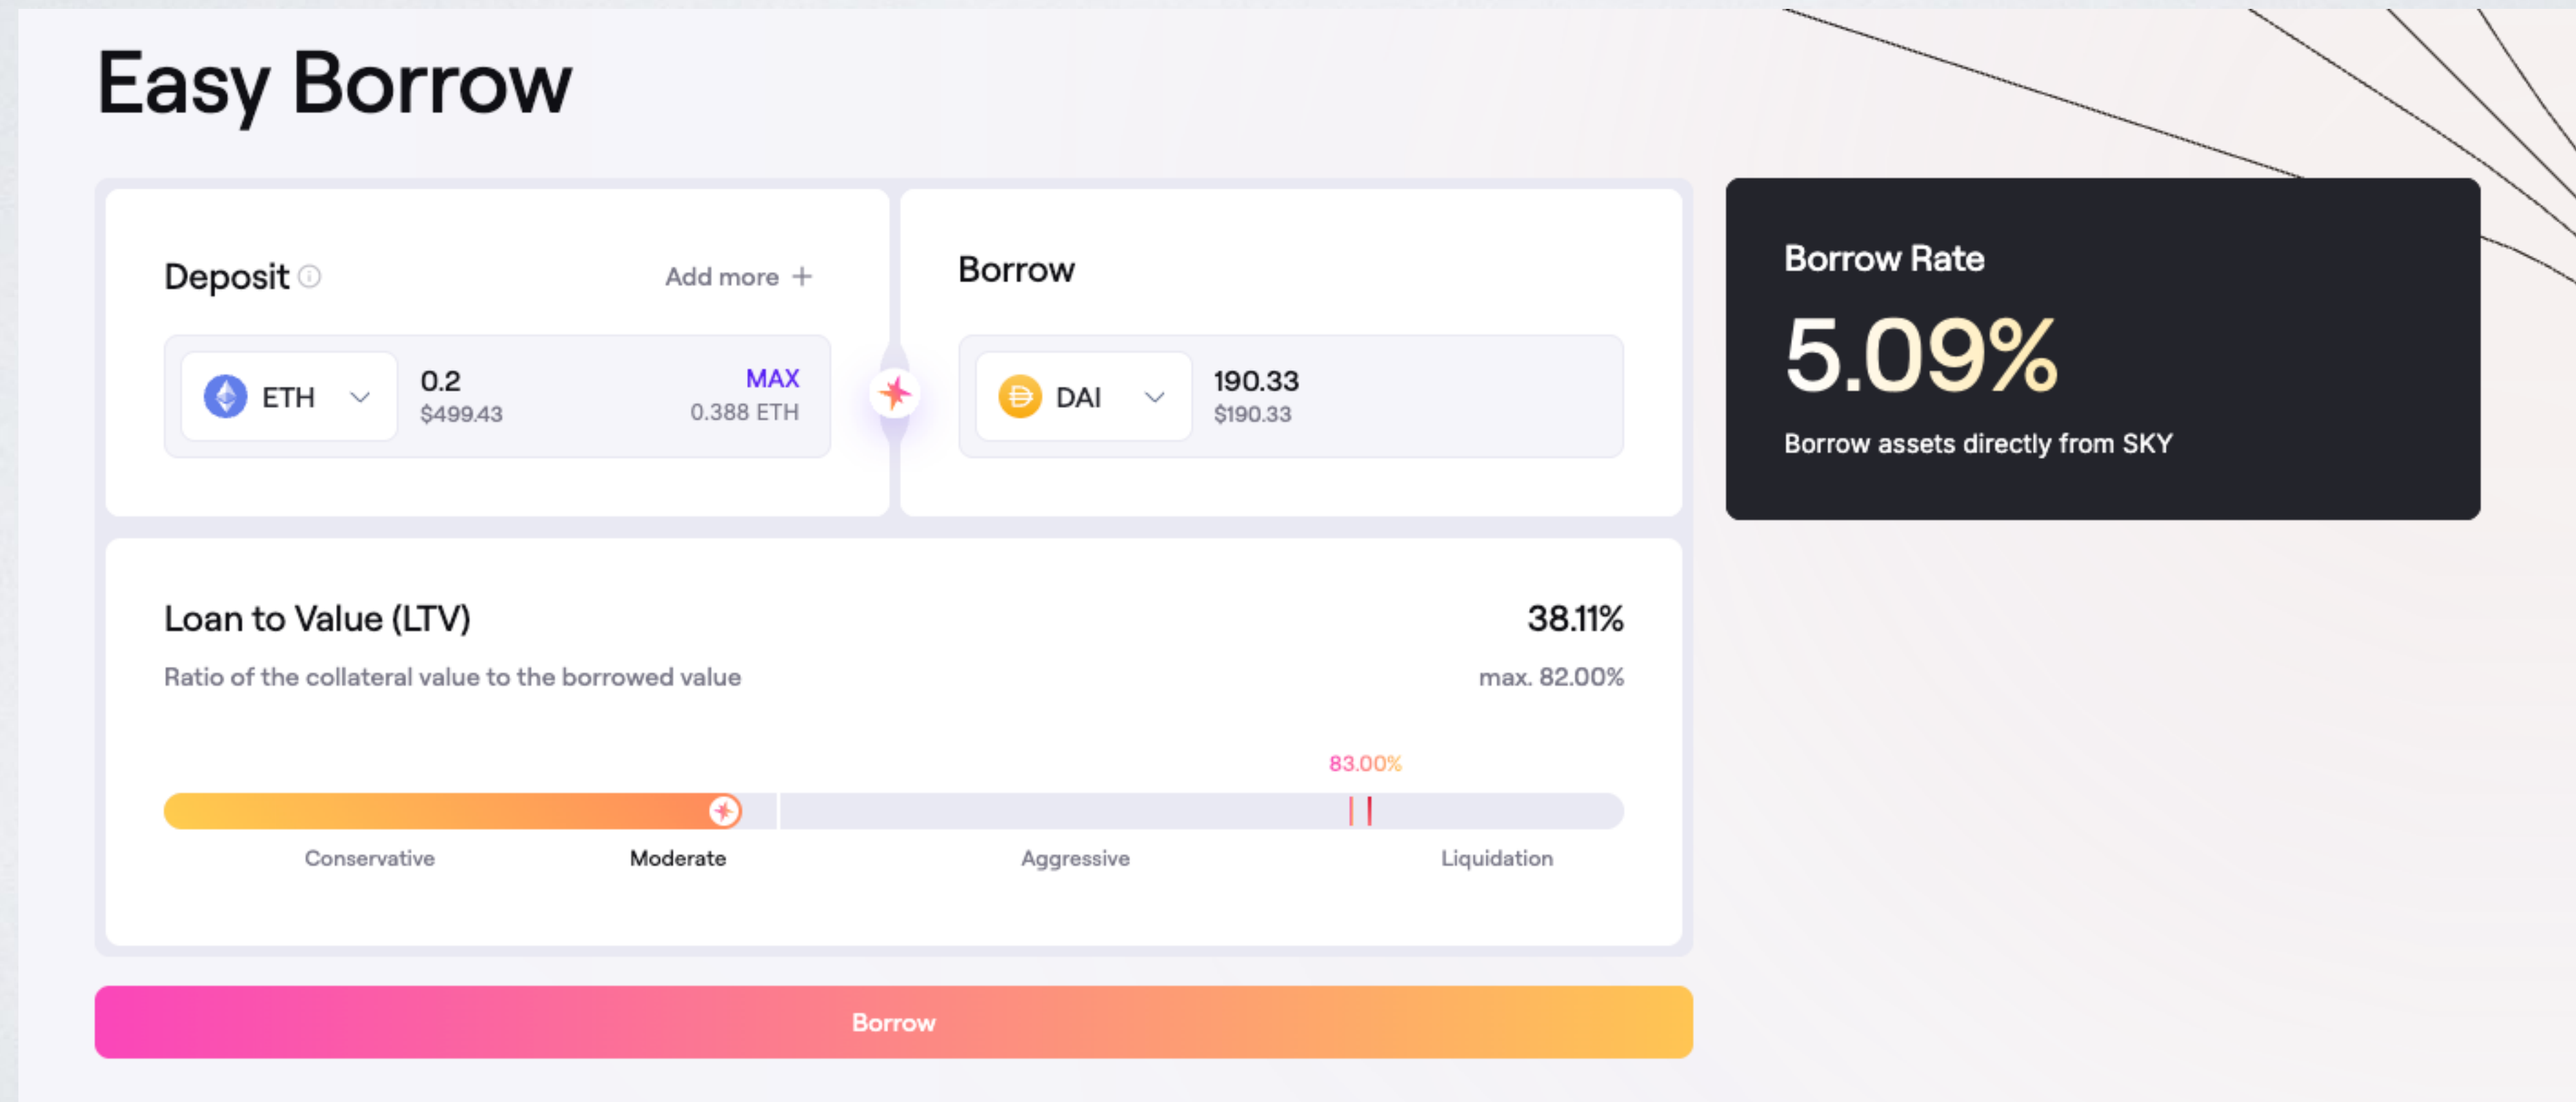 Easy Borrow
Deposit
Add more +
ETH
0.2
$499.43
MAX
0.388 ETH
Borrow
DAI
190.33
$190.33
Borrow Rate
5.09%
Borrow assets directly from SKY
Loan to Value (LTV)
38.11%
Ratio of the collateral value to the borrowed value
max. 82.00%
83.00%
Conservative
Moderate
Aggressive
Liquidation
Borrow